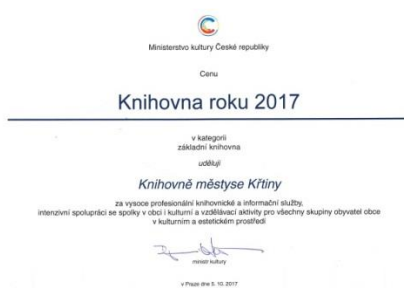 Ministerstvo kultury České republiky
Cenu
Knihovna roku 2017
v kategorii
základní knihovna
uděluji
Knihovně městyse Křtiny
za vysoce profesionální knihovnické a informační služby,
intenzivní spolupráci se spolky v obci i kulturní a vzdělávací aktivity pro všechny skupiny obyvatel obce
v kulturním a estetickém prostředí
ministr kultury
v Praze dne 5. 10. 2017